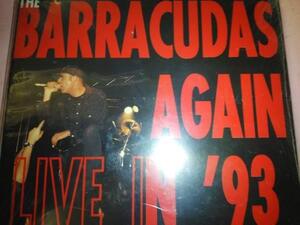 THE
BARRACUDAS
AGAIN
LIVE IN '93